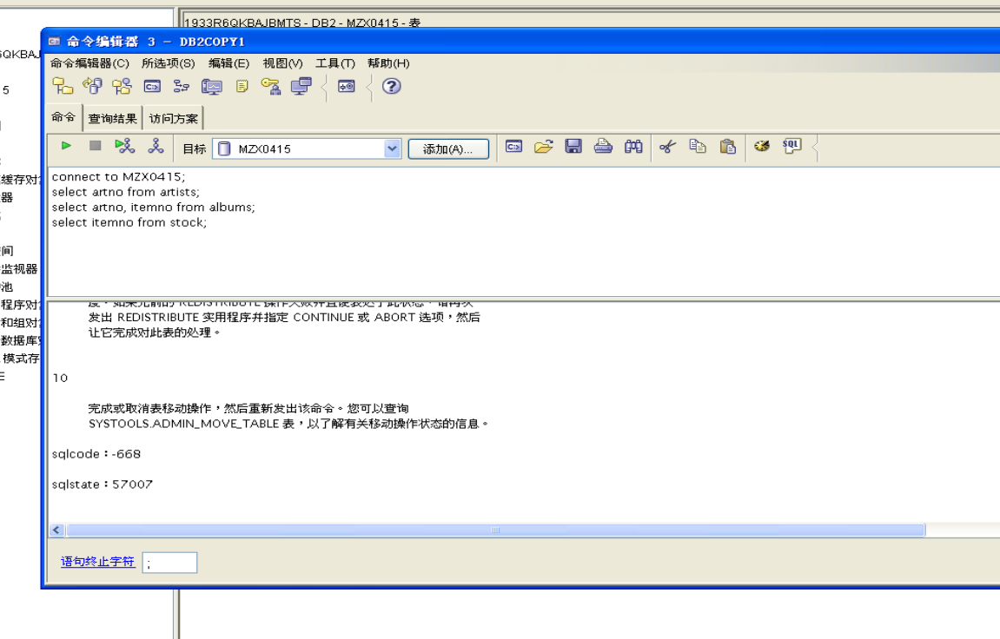 1933R6QKBAJBMTS - DB2 - MZX0415 - 表
命令编辑器 3 - DB2COPY1
命令编辑器(C) 所选项(S) 编辑(E) 视图(V) 工具(T) 帮助(H)
命令 查询结果 访问方案
目标 MZX0415 添加(A)...
SQL
connect to MZX0415;
select artno from artists;
select artno, itemno from albums;
select itemno from stock;
发出 REDISTRIBUTE 实用程序并指定 CONTINUE 或 ABORT 选项，然后
让它完成对此表的处理。
10
完成或取消表移动操作，然后重新发出该命令。您可以查询
SYSTOOLS.ADMIN_MOVE_TABLE 表，以了解有关移动操作状态的信息。
sqlcode：-668
sqlstate：57007
语句终止字符 ;
6QKBAJ
5
缓存对
器
间
监视器
池
程序对
和组对
数据库
模式存